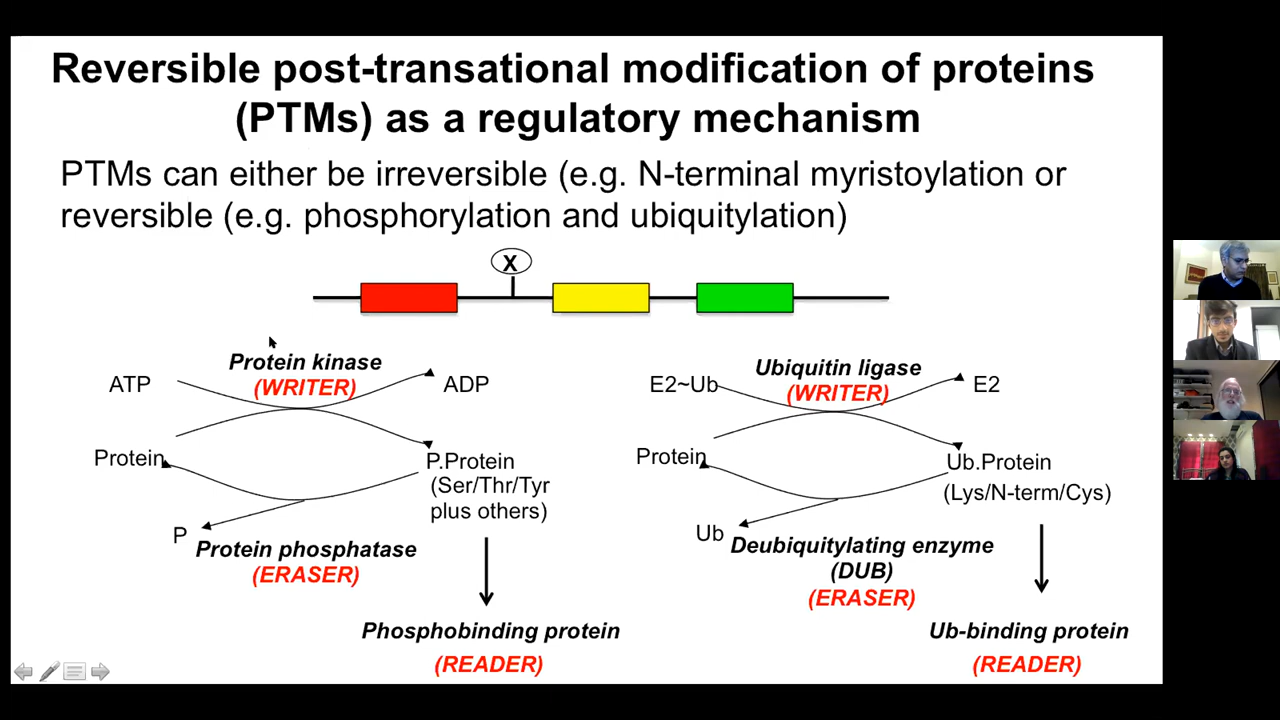 Reversible post-transational modification of proteins
(PTMs) as a regulatory mechanism
PTMs can either be irreversible (e.g. N-terminal myristoylation or
reversible (e.g. phosphorylation and ubiquitylation)
X
Protein kinase
(WRITER)
ATP
ADP
Protein
P.Protein
(Ser/Thr/Tyr
plus others)
P
Protein phosphatase
(ERASER)
Phosphobinding protein
(READER)
Ubiquitin ligase
(WRITER)
E2~Ub
E2
Protein
Ub.Protein
(Lys/N-term/Cys)
Ub
Deubiquitylating enzyme
(DUB)
(ERASER)
Ub-binding protein
(READER)